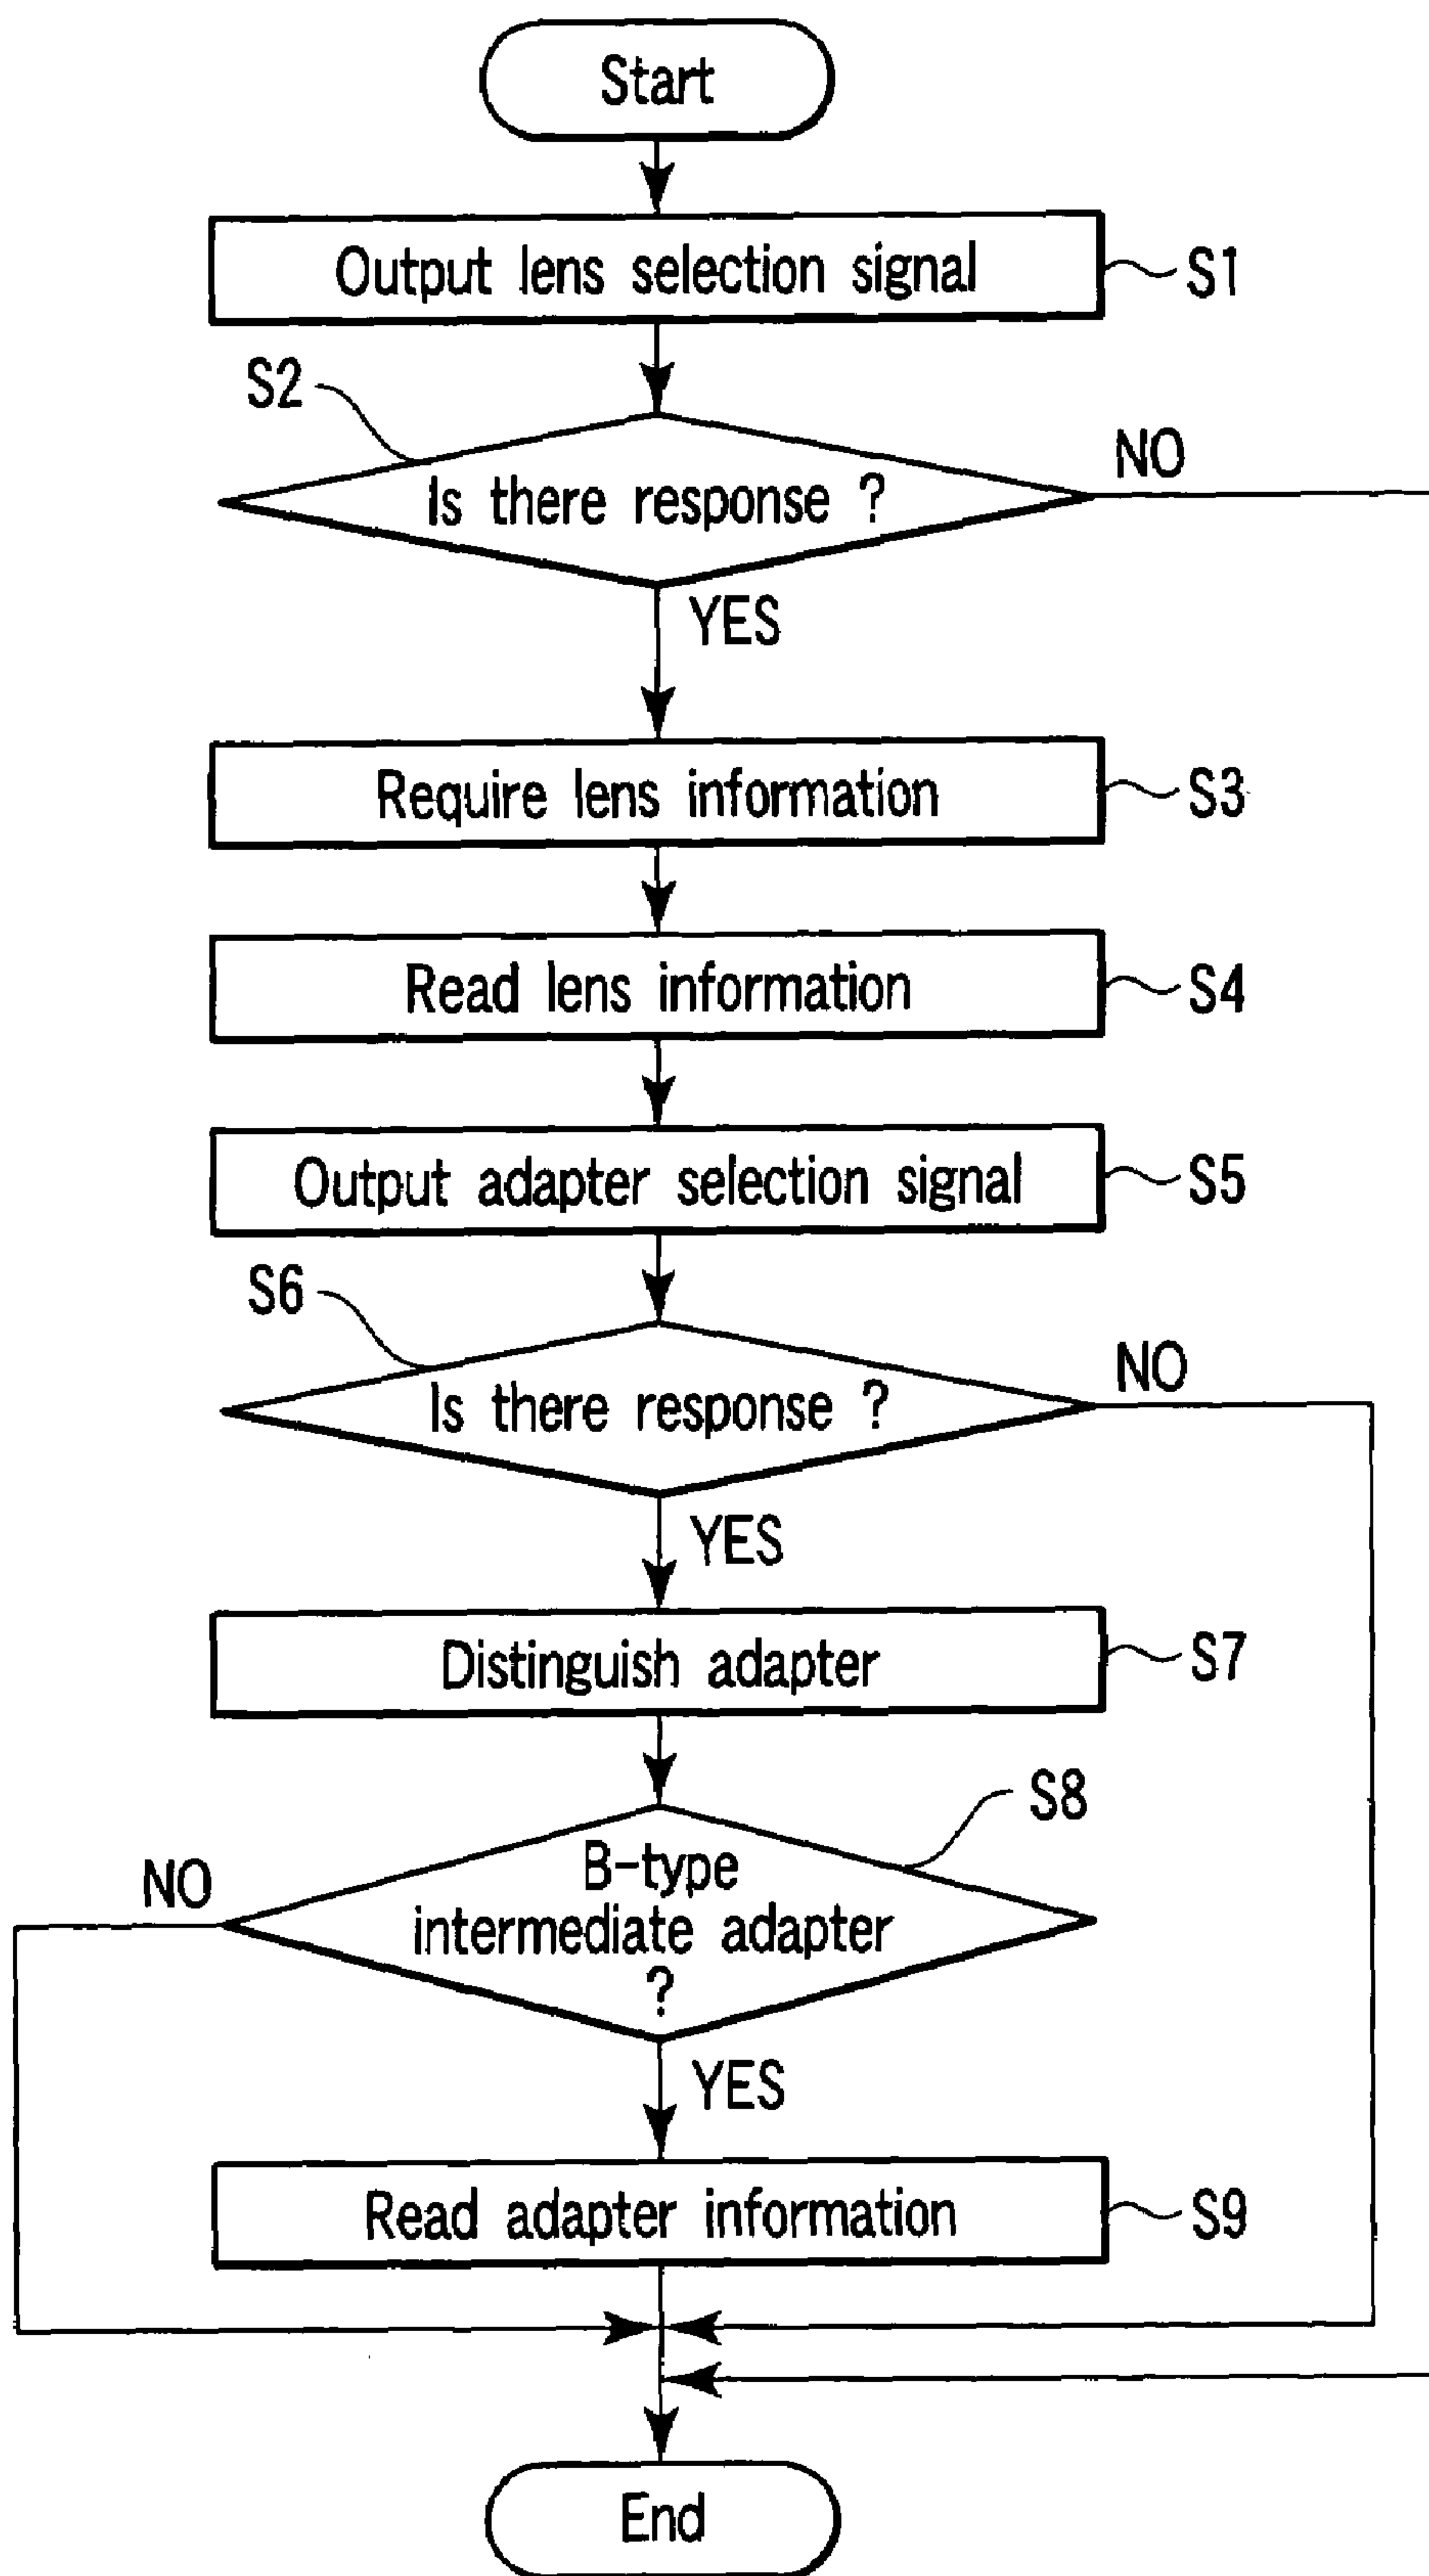 Start
Output lens selection signal
S1
S2
Is there response ?
NO
YES
Require lens information
S3
Read lens information
S4
Output adapter selection signal
S5
S6
Is there response ?
NO
YES
Distinguish adapter
S7
S8
B-type
intermediate adapter
?
NO
YES
Read adapter information
S9
End